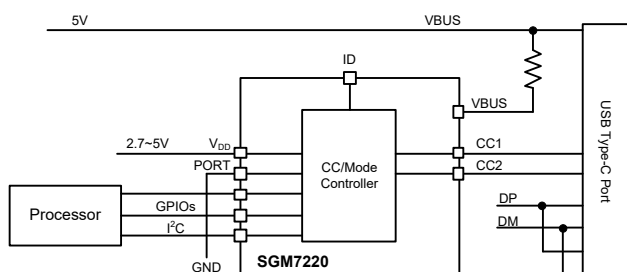 5V VBUS
ID
VBUS
2.7~5V V_DD
PORT
CC1
CC2
CC/Mode
Controller
USB Type-C Port
Processor
GPIOs
I²C
DP
DM
GND
SGM7220